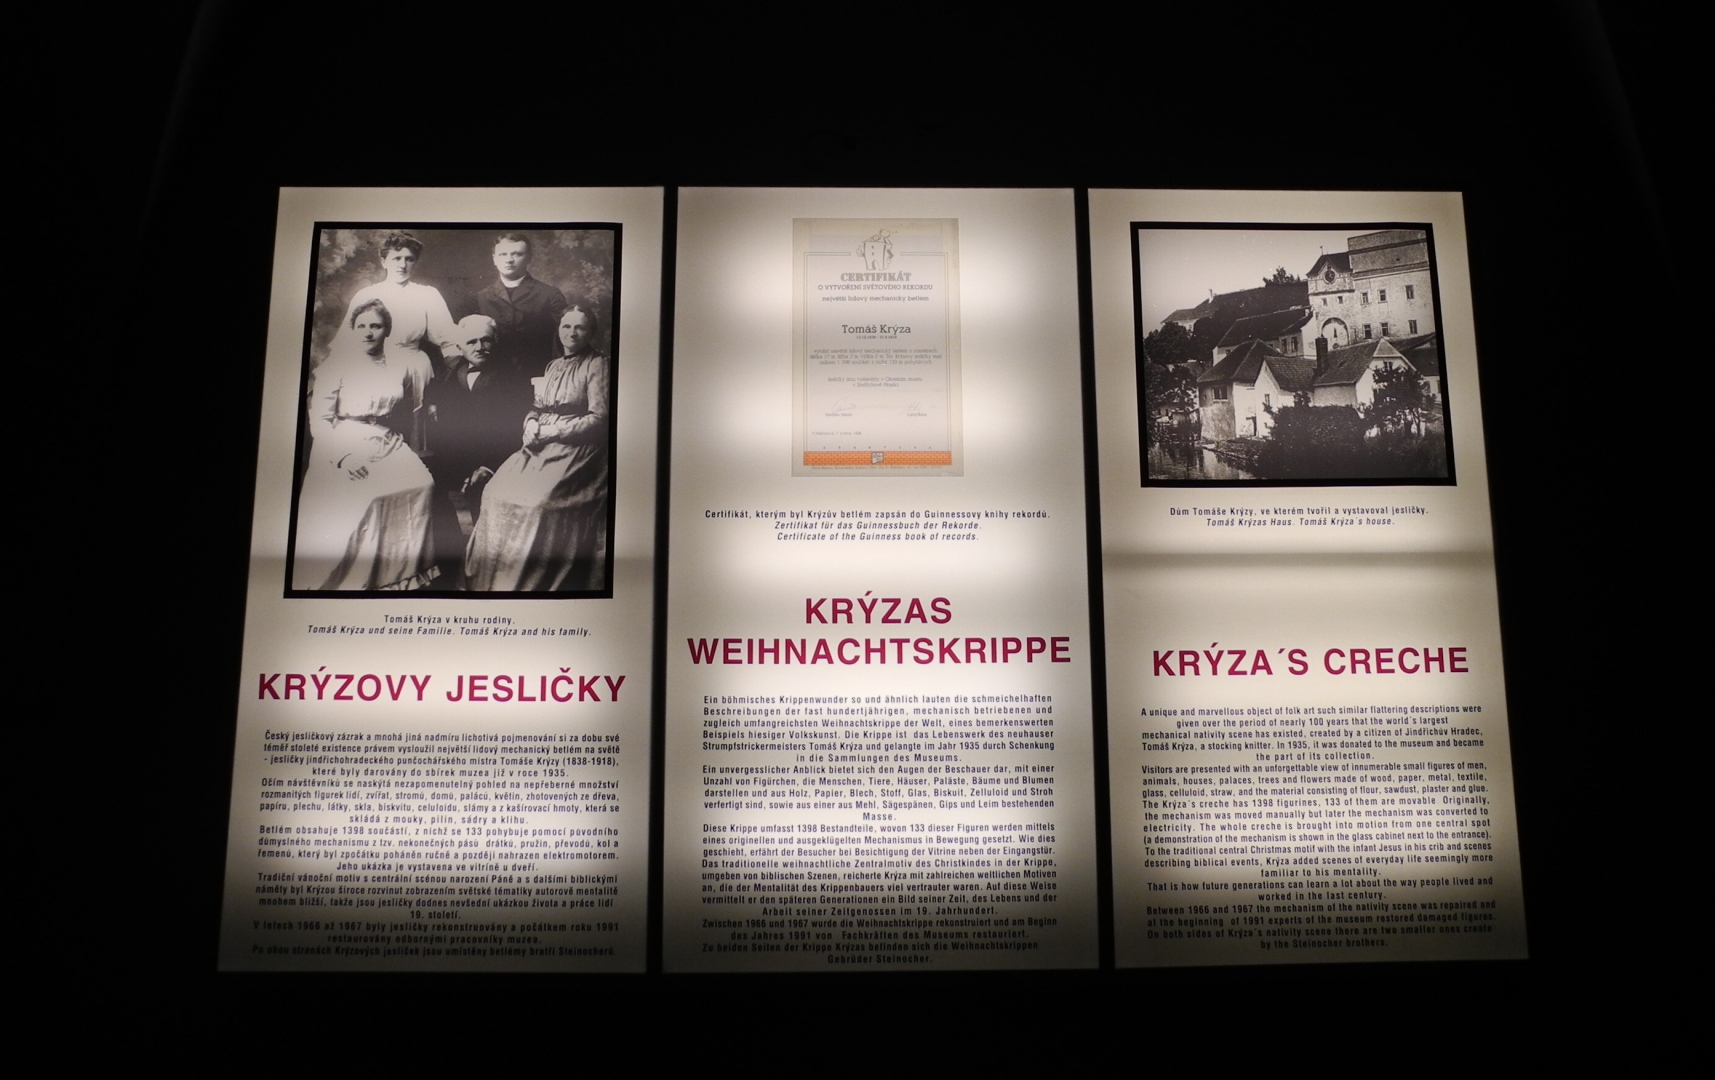 Tomáš Krýza v kruhu rodiny.
Tomáš Krýza und seine Familie. Tomáš Krýza and his family.
KRÝZOVY JESLIČKY
Český jesličkový zázrak a mnohá jiná nadmíru lichotivá pojmenování si za dobu své
téměř stoleté existence právem vysloužil největší lidový mechanický betlém na světě
- jesličky jindřichohradeckého punčochářského mistra Tomáše Krýzy (1838-1918),
které byly darovány do sbírek muzea již v roce 1935.
Očím návštěvníků se naskýtá nezapomenutelný pohled na nepřeberné množství
rozmanitých figurek lidí, zvířat, stromů, domů, paláců, květin, zhotovených ze dřeva,
papíru, plechu, látky, skla, biskvitu, celuloidu, slámy a z kašírovací hmoty, která se
skládá z mouky, pilin, sádry a klihu.
Betlém obsahuje 1398 součástí, z nichž se 133 pohybuje pomocí původního
důmyslného mechanismu z tzv. nekonečných pásů drátků, pružin, převodů, kol a
řemenů, který byl zpočátku poháněn ručně a později nahrazen elektromotorem.
Jeho ukázka je vystavena ve vitríně u dveří.
Tradiční vánoční motiv s centrální scénou narození Páně a s dalšími biblickými
náměty byl Krýzou široce rozvinut zobrazením světské tématiky autorově mentalitě
mnohem bližší, takže jsou jesličky dodnes nevšední ukázkou života a práce lidí
19. století.
V letech 1966 až 1967 byly jesličky rekonstruovány a počátkem roku 1991
restaurovány odbornými pracovníky muzea.
Po obou stranách Krýzových jesliček jsou umístěny betlémy bratří Steinocherů.
CERTIFIKÁT
O VYTVOŘENÍ SVĚTOVÉHO REKORDU
největší lidový mechanický betlem
Tomáš Krýza
Certifikát, kterým byl Krýzův betlém zapsán do Guinnessovy knihy rekordů.
Zertifikat für das Guinnessbuch der Rekorde.
Certificate of the Guinness book of records.
KRÝZAS
WEIHNACHTSKRIPPE
Ein böhmisches Krippenwunder so und ähnlich lauten die schmeichelhaften
Beschreibungen der fast hundertjährigen, mechanisch betriebenen und
zugleich umfangreichsten Weihnachtskrippe der Welt, eines bemerkenswerten
Beispiels hiesiger Volkskunst. Die Krippe ist das Lebenswerk des neuhauser
Strumpfstrickermeisters Tomáš Krýza und gelangte im Jahr 1935 durch Schenkung
in die Sammlungen des Museums.
Ein unvergesslicher Anblick bietet sich den Augen der Beschauer dar, mit einer
Unzahl von Figürchen, die Menschen, Tiere, Häuser, Paläste, Bäume und Blumen
darstellen und aus Holz, Papier, Blech, Stoff, Glas, Biskuit, Zelluloid und Stroh
verfertigt sind, sowie aus einer aus Mehl, Sägespänen, Gips und Leim bestehenden
Masse.
Diese Krippe umfasst 1398 Bestandteile, wovon 133 dieser Figuren werden mittels
eines originellen und ausgeklügelten Mechanismus in Bewegung gesetzt. Wie dies
geschieht, erfährt der Besucher bei Besichtigung der Vitrine neben der Eingangstür.
Das traditionelle weihnachtliche Zentralmotiv des Christkindes in der Krippe,
umgeben von biblischen Szenen, reicherte Krýza mit zahlreichen weltlichen Motiven
an, die der Mentalität des Krippenbauers viel vertrauter waren. Auf diese Weise
vermittelt er den späteren Generationen ein Bild seiner Zeit, des Lebens und der
Arbeit seiner Zeitgenossen im 19. Jahrhundert.
Zwischen 1966 und 1967 wurde die Weihnachtskrippe rekonstruiert und am Beginn
des Jahres 1991 von Fachkräften des Museums restauriert.
Zu beiden Seiten der Krippe Krýzas befinden sich die Weihnachtskrippen
Gebrüder Steinocher.
Dům Tomáše Krýzy, ve kterém tvořil a vystavoval jesličky.
Tomáš Krýzas Haus. Tomáš Krýza´s house.
KRÝZA´S CRECHE
A unique and marvellous object of folk art such similar flattering descriptions were
given over the period of nearly 100 years that the world´s largest
mechanical nativity scene has existed, created by a citizen of Jindřichův Hradec,
Tomáš Krýza, a stocking knitter. In 1935, it was donated to the museum and became
the part of its collection.
Visitors are presented with an unforgettable view of innumerable small figures of men,
animals, houses, palaces, trees and flowers made of wood, paper, metal, textile,
glass, celluloid, straw, and the material consisting of flour, sawdust, plaster and glue.
The Krýza´s creche has 1398 figurines, 133 of them are movable Originally,
the mechanism was moved manually but later the mechanism was converted to
electricity. The whole creche is brought into motion from one central spot
(a demonstration of the mechanism is shown in the glass cabinet next to the entrance).
To the traditional central Christmas motif with the infant Jesus in his crib and scenes
describing biblical events, Krýza added scenes of everyday life seemingly more
familiar to his mentality.
That is how future generations can learn a lot about the way people lived and
worked in the last century.
Between 1966 and 1967 the mechanism of the nativity scene was repaired and
at the beginning of 1991 experts of the museum restored damaged figures.
On both sides of Krýza´s nativity scene there are two smaller ones create
by the Steinocher brothers.